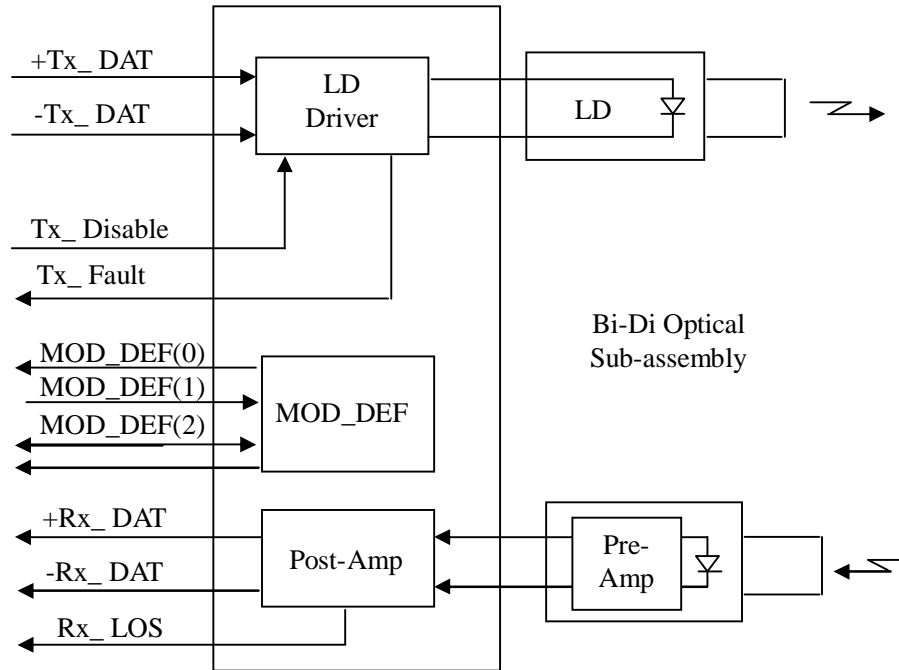 +Tx_ DAT
-Tx_ DAT
LD
Driver
LD
Tx_ Disable
Tx_ Fault
Bi-Di Optical
Sub-assembly
MOD_DEF(0)
MOD_DEF(1)
MOD_DEF(2)
MOD_DEF
+Rx_ DAT
-Rx_ DAT
Rx_ LOS
Post-Amp
Pre-
Amp